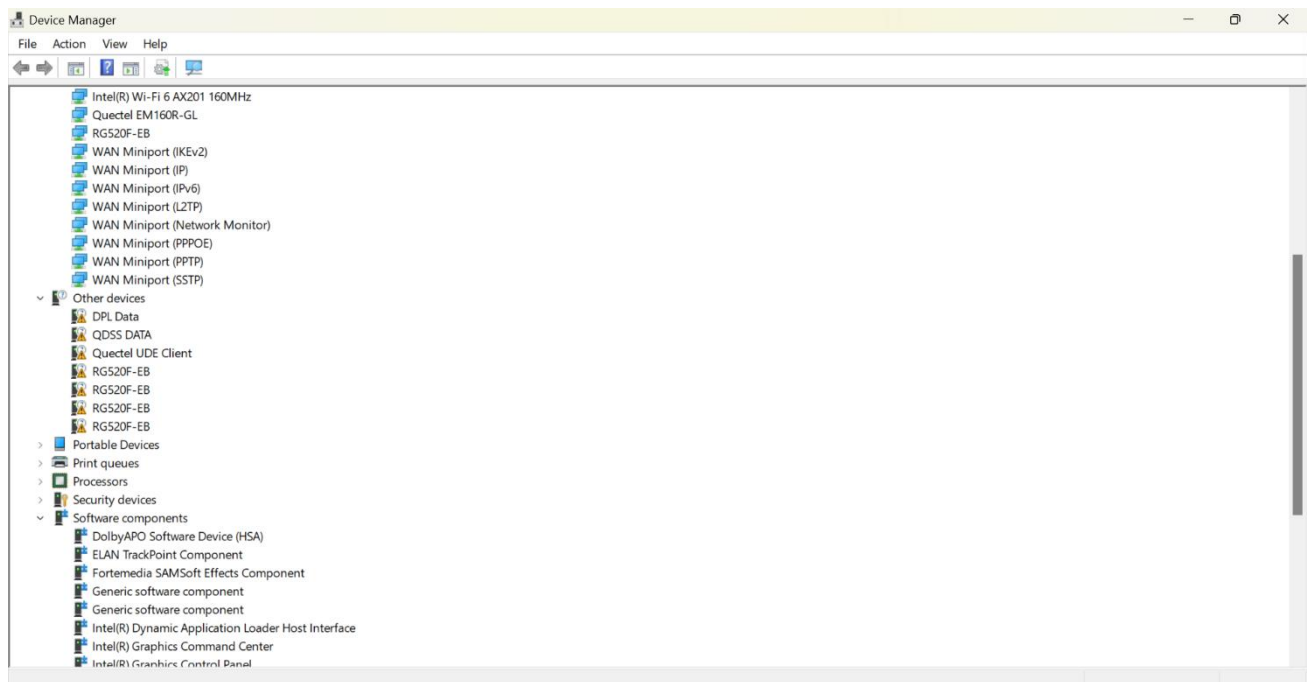 Device Manager
File Action View Help
Intel(R) Wi-Fi 6 AX201 160MHz
Quectel EM160R-GL
RG520F-EB
WAN Miniport (IKEv2)
WAN Miniport (IP)
WAN Miniport (IPv6)
WAN Miniport (L2TP)
WAN Miniport (Network Monitor)
WAN Miniport (PPPOE)
WAN Miniport (PPTP)
WAN Miniport (SSTP)
Other devices
DPL Data
QDSS DATA
Quectel UDE Client
RG520F-EB
RG520F-EB
RG520F-EB
RG520F-EB
Portable Devices
Print queues
Processors
Security devices
Software components
DolbyAPO Software Device (HSA)
ELAN TrackPoint Component
Fortemedia SAMSoft Effects Component
Generic software component
Generic software component
Intel(R) Dynamic Application Loader Host Interface
Intel(R) Graphics Command Center
Intel(R) Graphics Control Panel